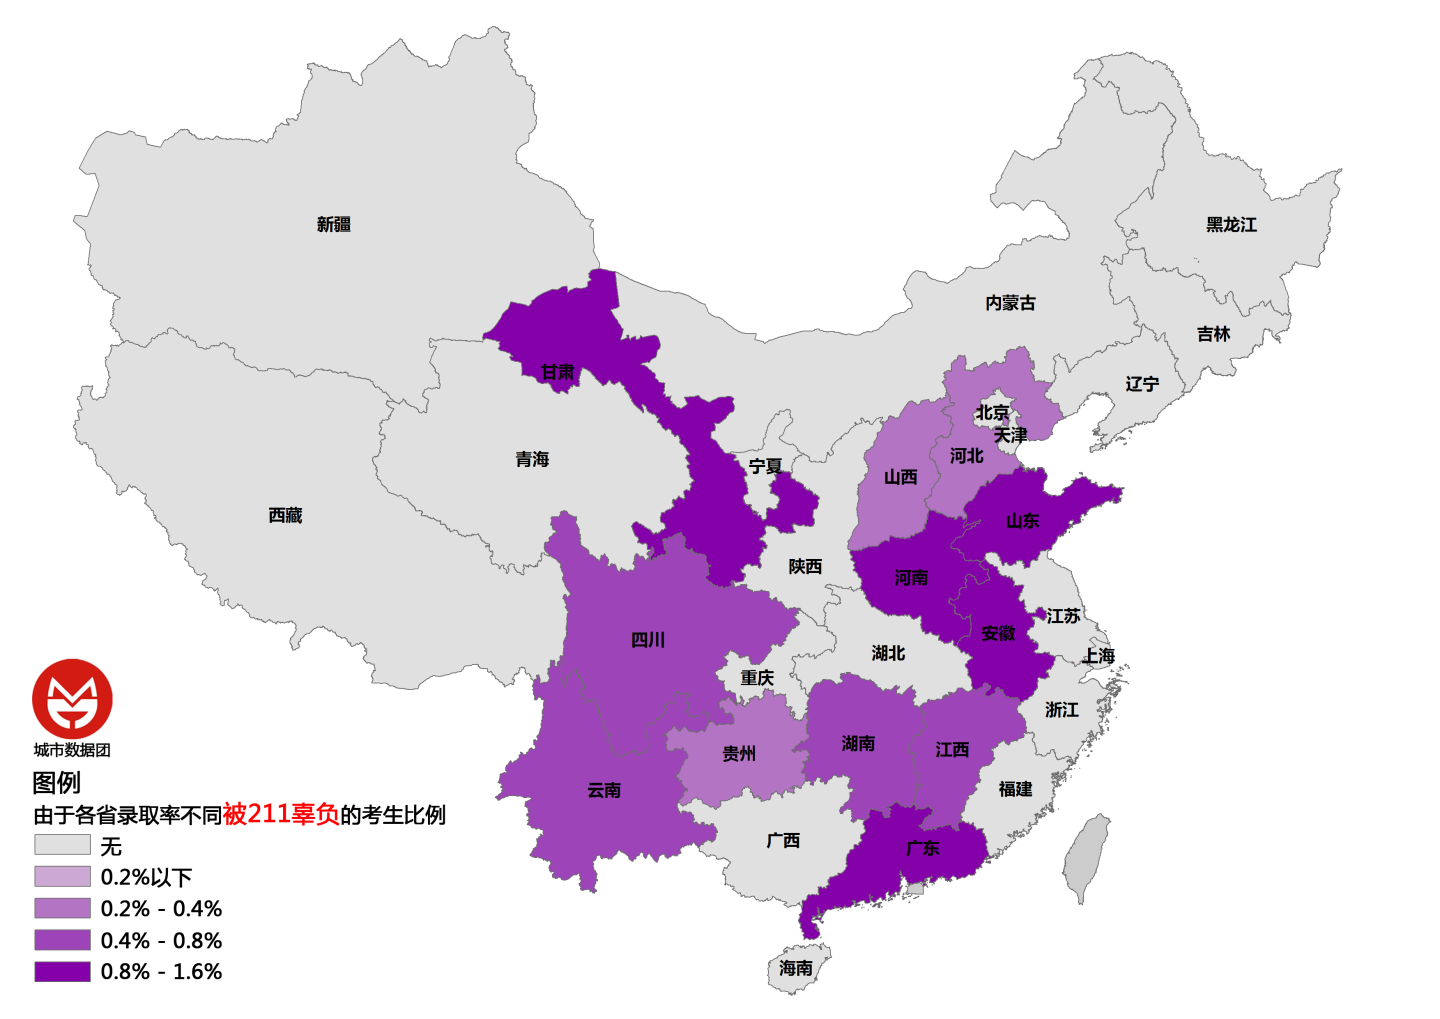 新疆
黑龙江
内蒙古
吉林
甘肃
辽宁
北京
天津
青海
宁夏
河北
山西
西藏
山东
陕西
河南
江苏
安徽
四川
湖北
上海
重庆
浙江
湖南
江西
贵州
云南
福建
广西
广东
海南
城市数据团
图例
由于各省录取率不同被211辜负的考生比例
无
0.2%以下
0.2% - 0.4%
0.4% - 0.8%
0.8% - 1.6%